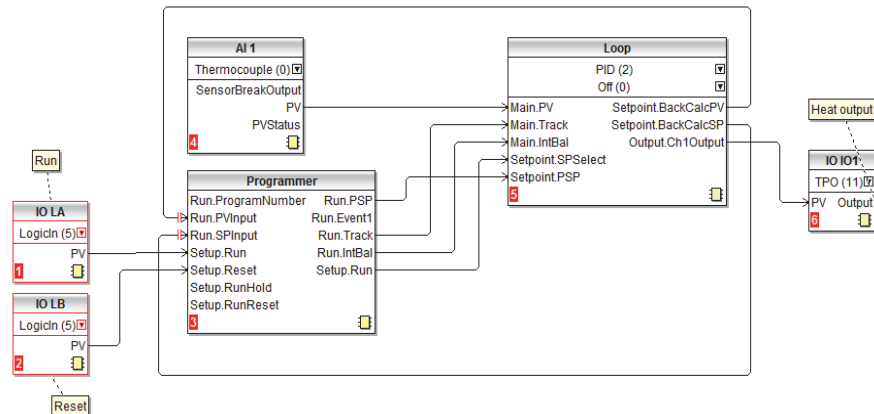 AI 1
Thermocouple (0)
SensorBreakOutput
PV
PVStatus
4
Loop
PID (2)
Off (0)
Main.PV Setpoint.BackCalcPV
Main.Track Setpoint.BackCalcSP
Main.IntBal Output.Ch1Output
Setpoint.SPSelect
Setpoint.PSP
5
Heat output
IO IO1
TPO (11)
PV Output
6
Run
IO LA
LogicIn (5)
PV
1
IO LB
LogicIn (5)
PV
2
Reset
Programmer
Run.ProgramNumber Run.PSP
Run.PVInput Run.Event1
Run.SPInput Run.Track
Setup.Run Run.IntBal
Setup.Reset Setup.Run
Setup.RunHold
Setup.RunReset
3